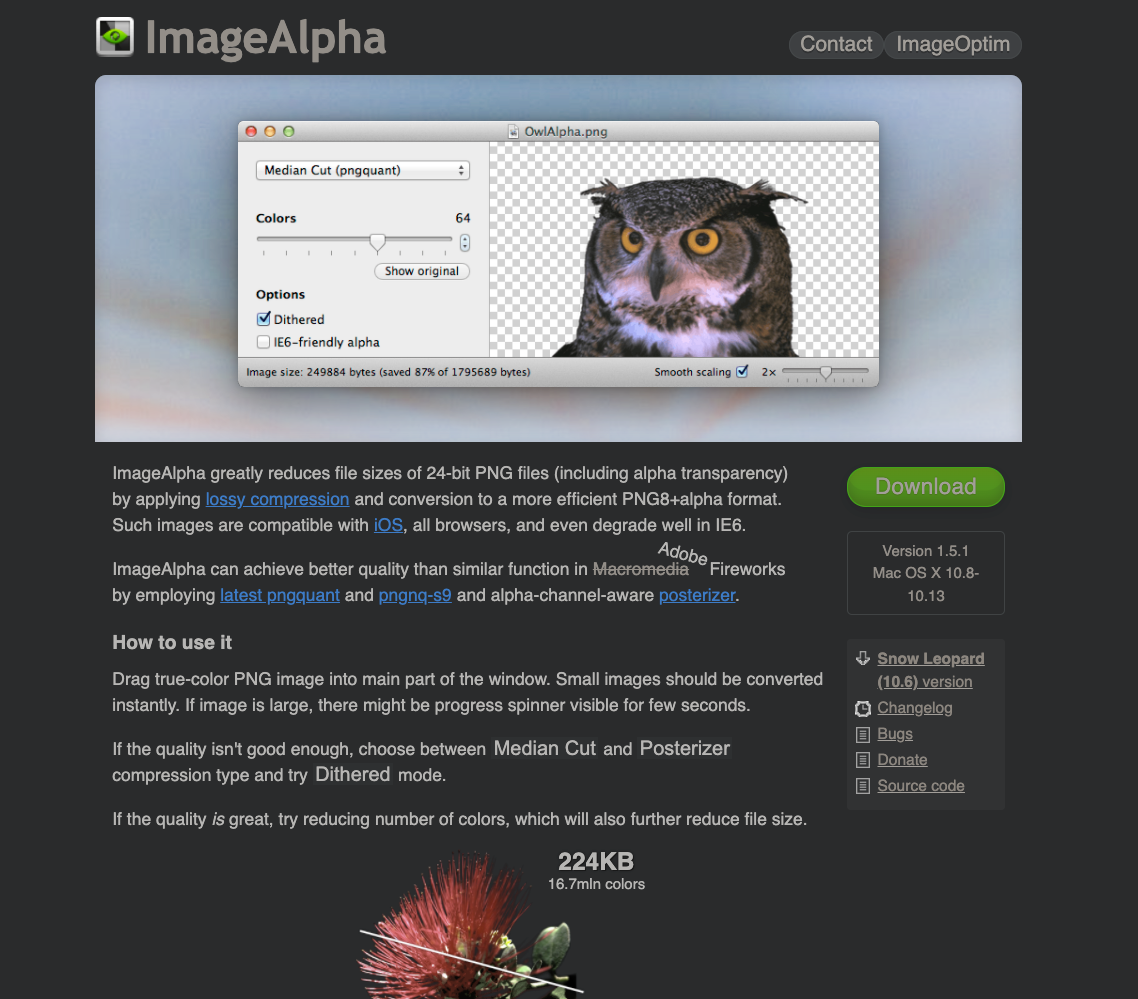 ImageAlpha
Contact ImageOptim
OwlAlpha.png
Median Cut (pngquant)
Colors 64
Show original
Options
Dithered
IE6-friendly alpha
Image size: 249884 bytes (saved 87% of 1795689 bytes)
Smooth scaling 2×
ImageAlpha greatly reduces file sizes of 24-bit PNG files (including alpha transparency)
by applying lossy compression and conversion to a more efficient PNG8+alpha format.
Such images are compatible with iOS, all browsers, and even degrade well in IE6.
Adobe
ImageAlpha can achieve better quality than similar function in Macromedia Fireworks
by employing latest pngquant and pngnq-s9 and alpha-channel-aware posterizer.
How to use it
Drag true-color PNG image into main part of the window. Small images should be converted
instantly. If image is large, there might be progress spinner visible for few seconds.
If the quality isn't good enough, choose between Median Cut and Posterizer
compression type and try Dithered mode.
If the quality is great, try reducing number of colors, which will also further reduce file size.
224KB
16.7mln colors
Download
Version 1.5.1
Mac OS X 10.8-
10.13
Snow Leopard
(10.6) version
Changelog
Bugs
Donate
Source code